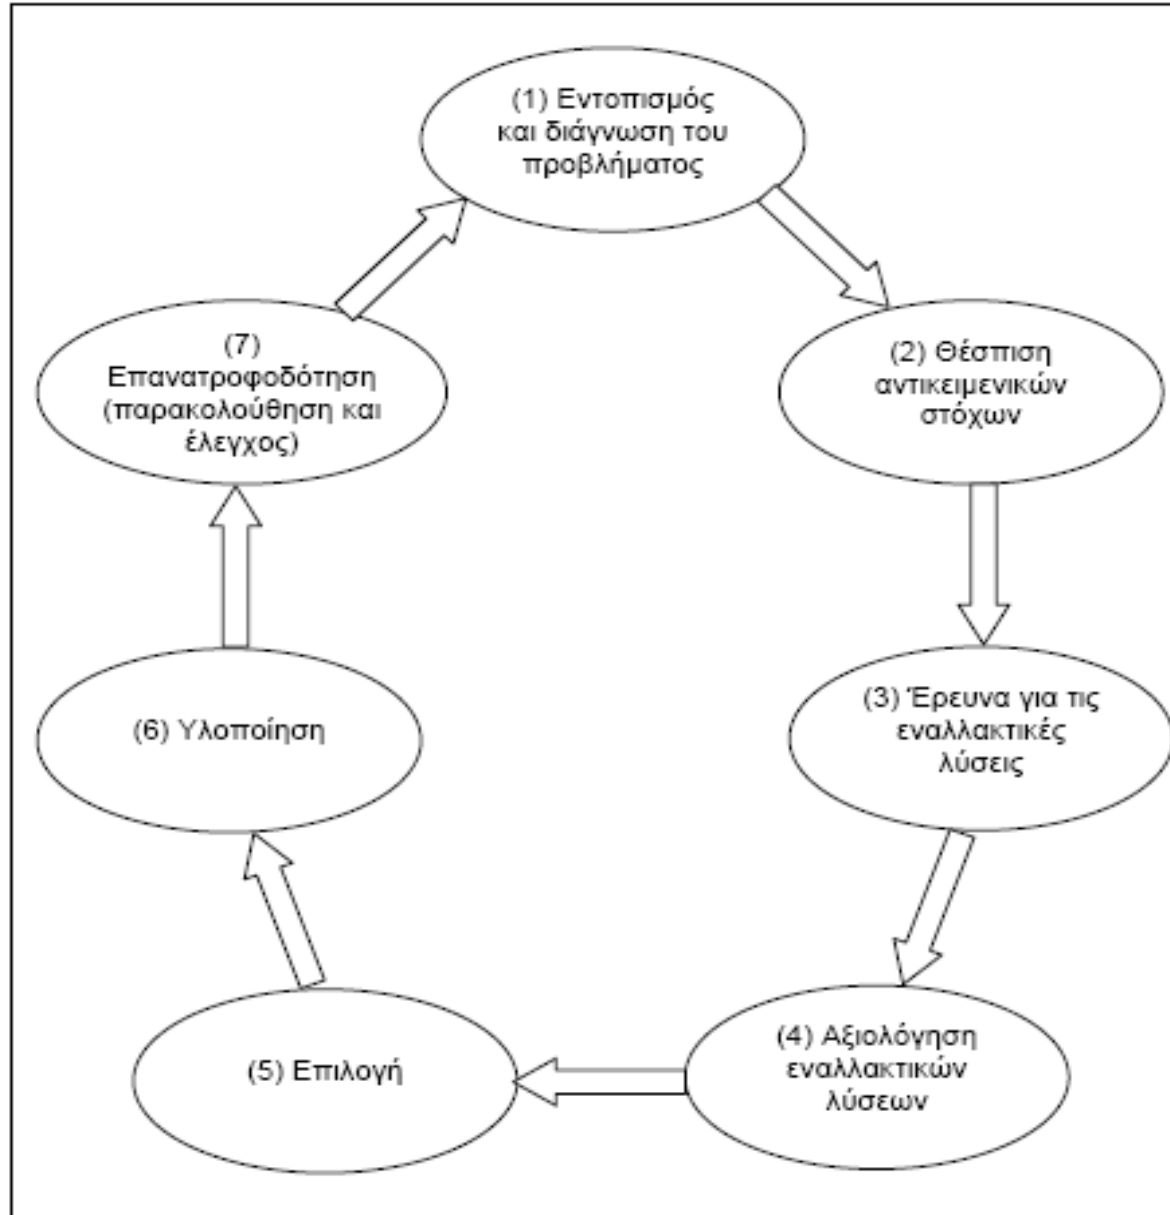 (1) Εντοπισμός
και διάγνωση του
προβλήματος
(2) Θέσπιση
αντικειμενικών
στόχων
(3) Έρευνα για τις
εναλλακτικές
λύσεις
(4) Αξιολόγηση
εναλλακτικών
λύσεων
(5) Επιλογή
(6) Υλοποίηση
(7)
Επανατροφοδότηση
(παρακολούθηση και
έλεγχος)